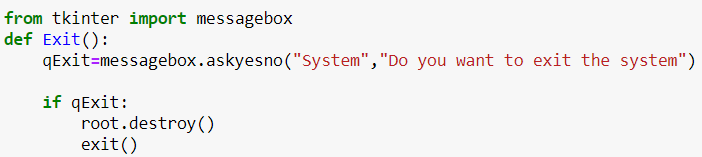 from tkinter import messagebox
def Exit():
    qExit=messagebox.askyesno("System","Do you want to exit the system")
    if qExit:
        root.destroy()
        exit()